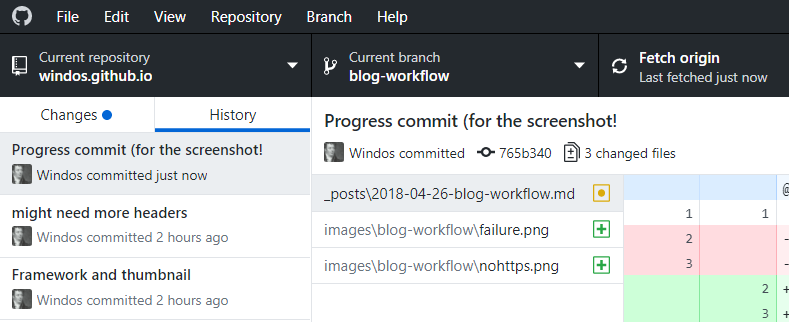 File Edit View Repository Branch Help
Current repository
windos.github.io
Current branch
blog-workflow
Fetch origin
Last fetched just now
Changes
History
Progress commit (for the screenshot!
Windos committed just now
might need more headers
Windos committed 2 hours ago
Framework and thumbnail
Windos committed 2 hours ago
Progress commit (for the screenshot!
Windos committed 765b340 3 changed files
_posts\2018-04-26-blog-workflow.md
images\blog-workflow\failure.png
images\blog-workflow\nohttps.png
@
1 1
2 -
3 -
2 +
3 +